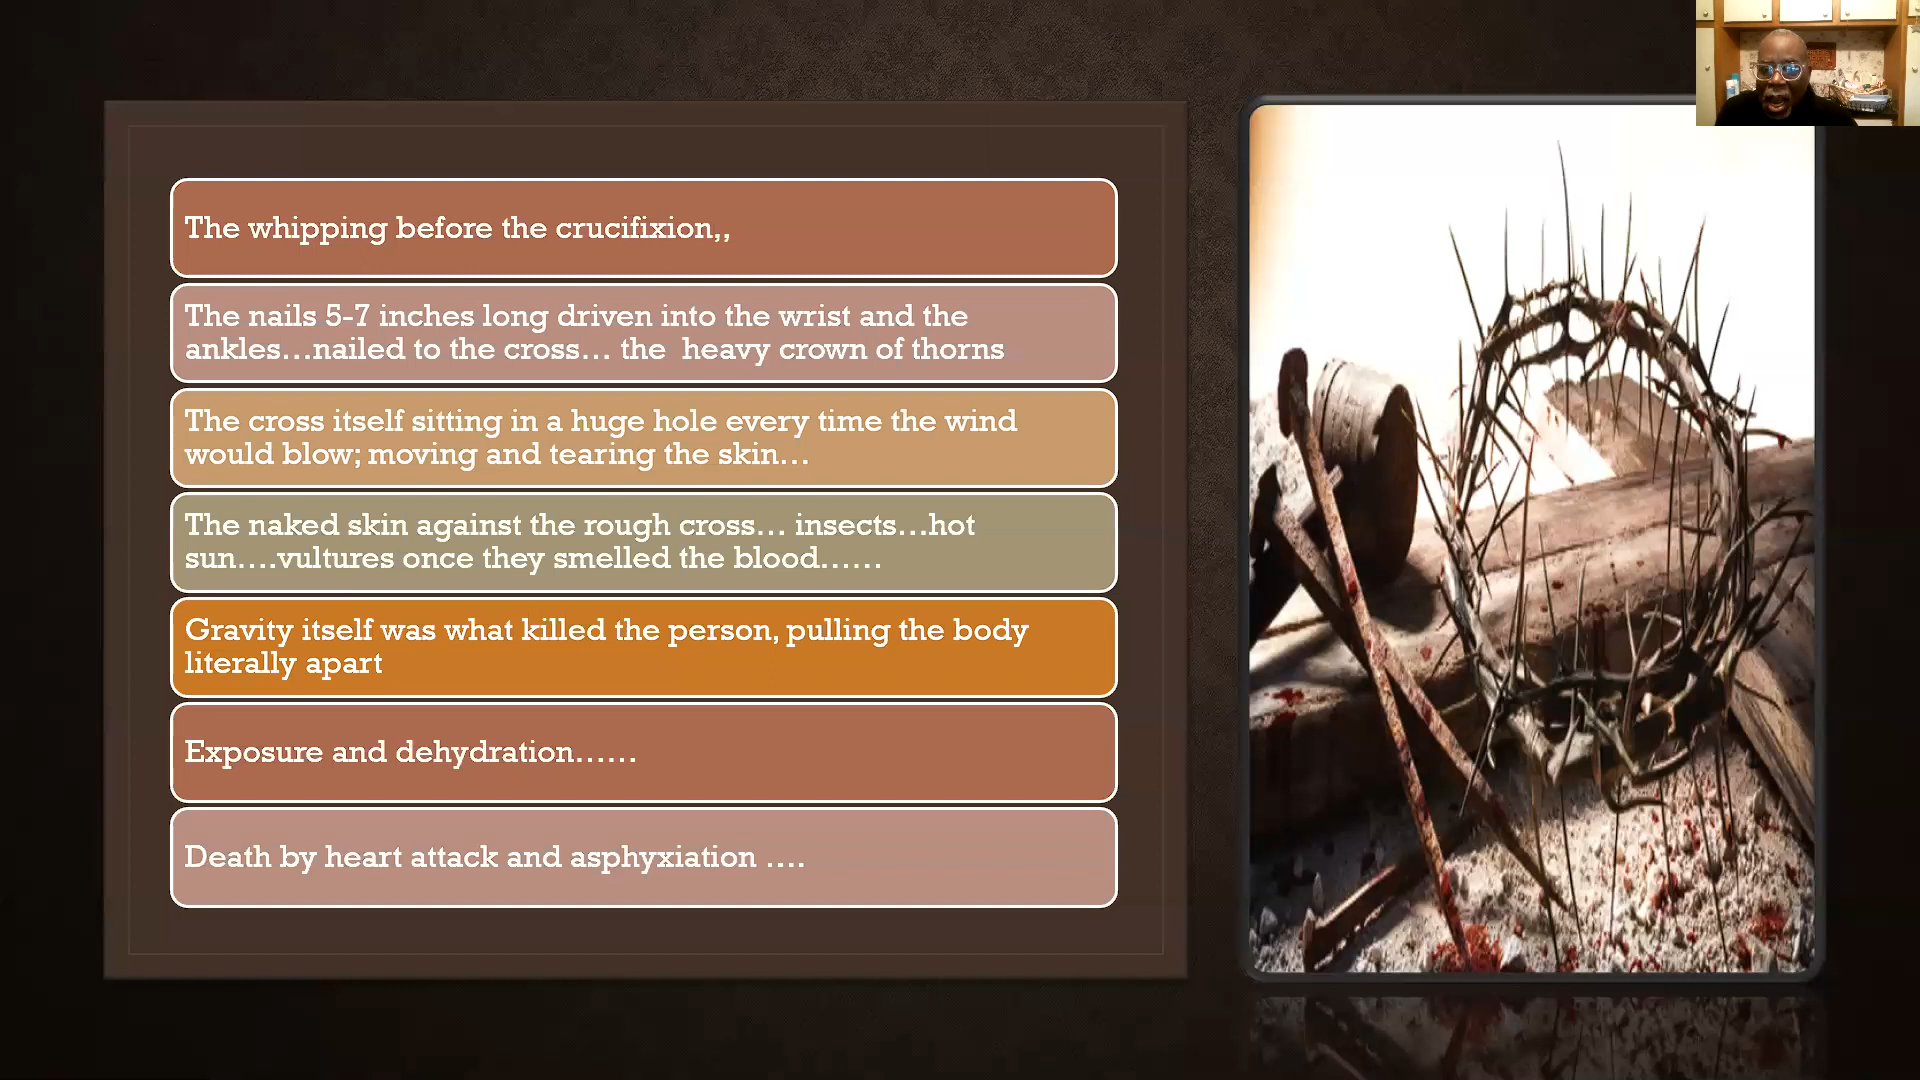 The whipping before the crucifixion,,
The nails 5-7 inches long driven into the wrist and the
ankles...nailed to the cross... the  heavy crown of thorns
The cross itself sitting in a huge hole every time the wind
would blow; moving and tearing the skin...
The naked skin against the rough cross... insects...hot
sun....vultures once they smelled the blood......
Gravity itself was what killed the person, pulling the body
literally apart
Exposure and dehydration......
Death by heart attack and asphyxiation ....